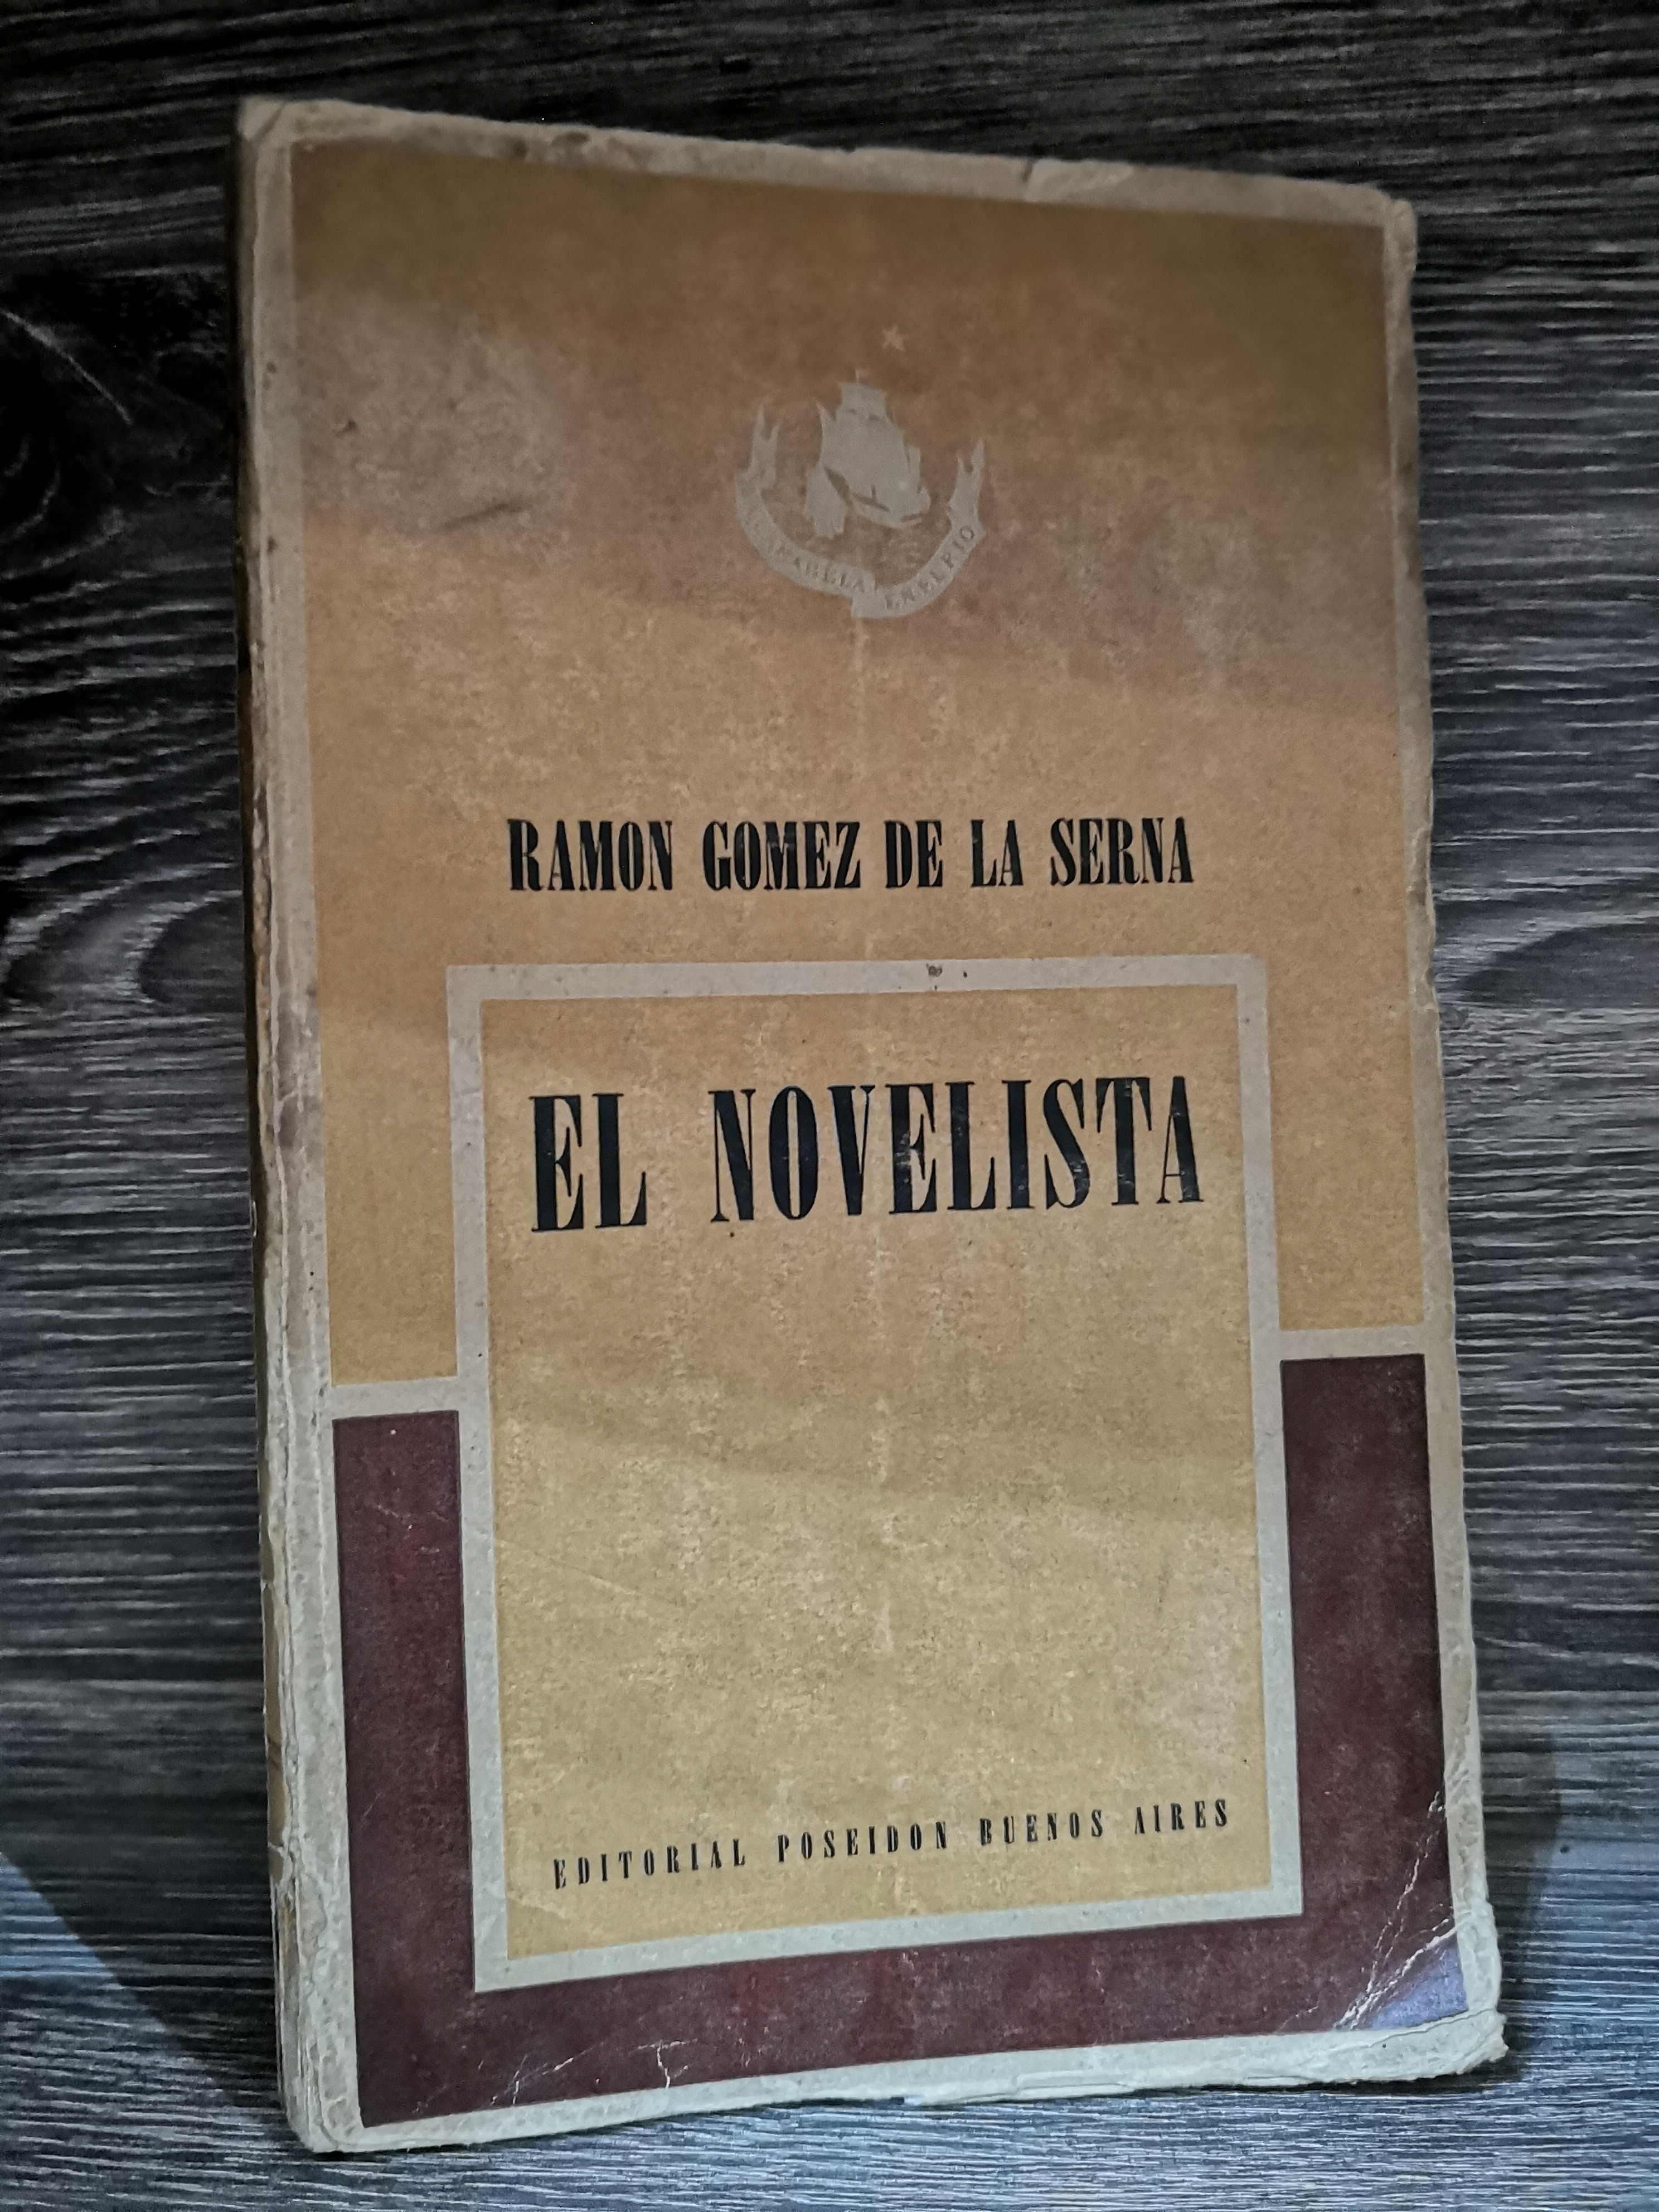 RAMON GOMEZ DE LA SERNA
EL NOVELISTA
EDITORIAL POSEIDON BUENOS AIRES